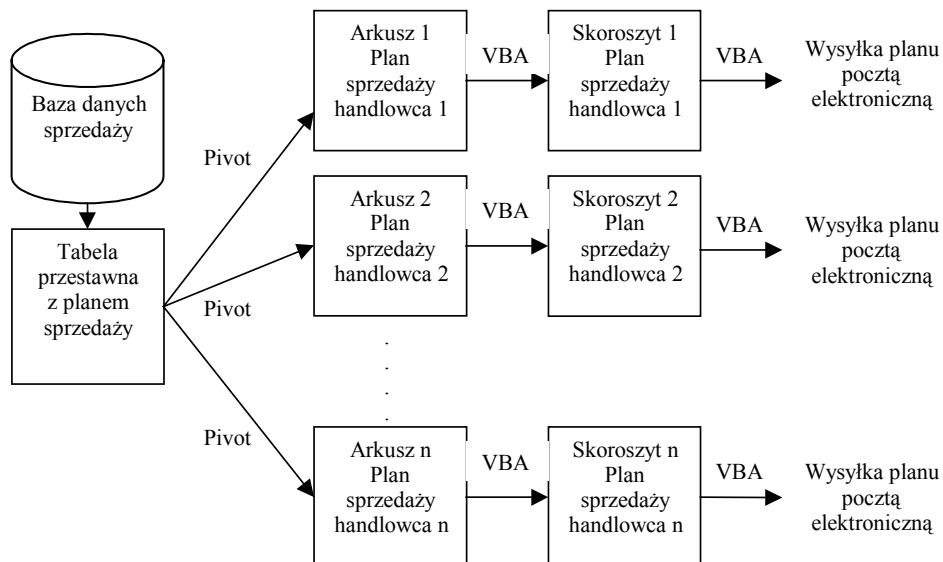 Baza danych
sprzedaży
Tabela
przestawna
z planem
sprzedaży
Pivot
Arkusz 1
Plan
sprzedaży
handlowca 1
VBA
Skoroszyt 1
Plan
sprzedaży
handlowca 1
VBA
Wysyłka planu
pocztą
elektroniczną
Pivot
Arkusz 2
Plan
sprzedaży
handlowca 2
VBA
Skoroszyt 2
Plan
sprzedaży
handlowca 2
VBA
Wysyłka planu
pocztą
elektroniczną
Pivot
Arkusz n
Plan
sprzedaży
handlowca n
VBA
Skoroszyt n
Plan
sprzedaży
handlowca n
VBA
Wysyłka planu
pocztą
elektroniczną